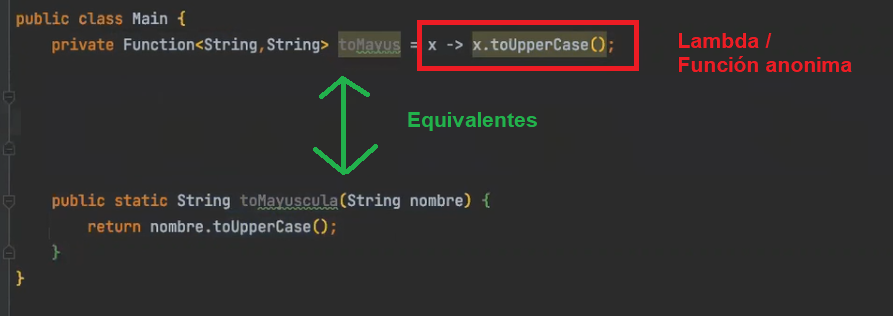 public class Main {
private Function<String,String> toMayus = x -> x.toUpperCase();
Lambda /
Función anonima
Equivalentes
public static String toMayuscula(String nombre) {
return nombre.toUpperCase();
}
}